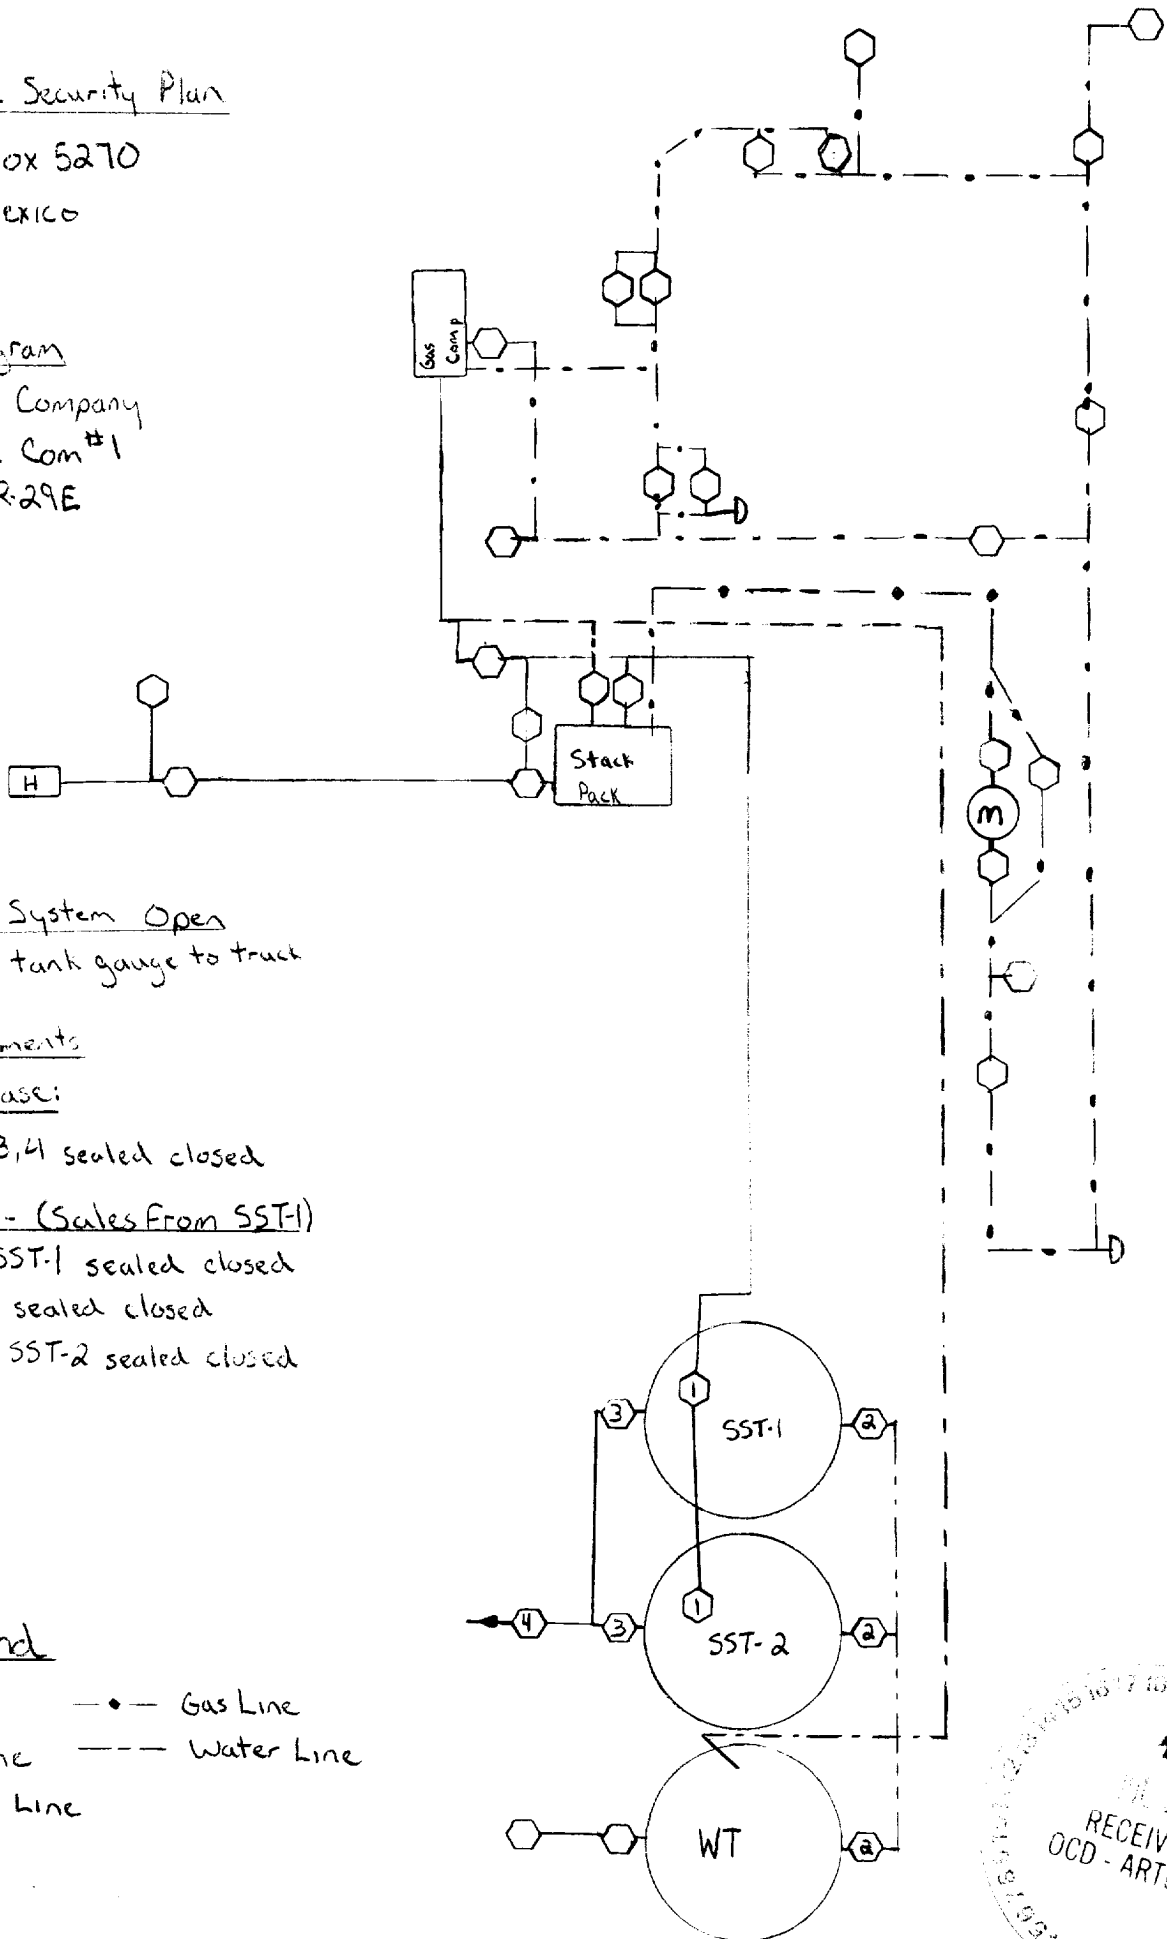 . Security Plan
ox 5270
exico
gram
Company
. Com #1
R-29E
System Open
tank gauge to truck
ments
ase:
3,4 sealed closed
- (Sales From SST-1)
SST-1 sealed closed
sealed closed
SST-2 sealed closed
nd
Gas Line
ne
Water Line
Line
Gas Comp
Stack Pack
H
M
1
3
SST-1
2
1
4
3
SST-2
2
WT
2
RECEIV
OCD - ART